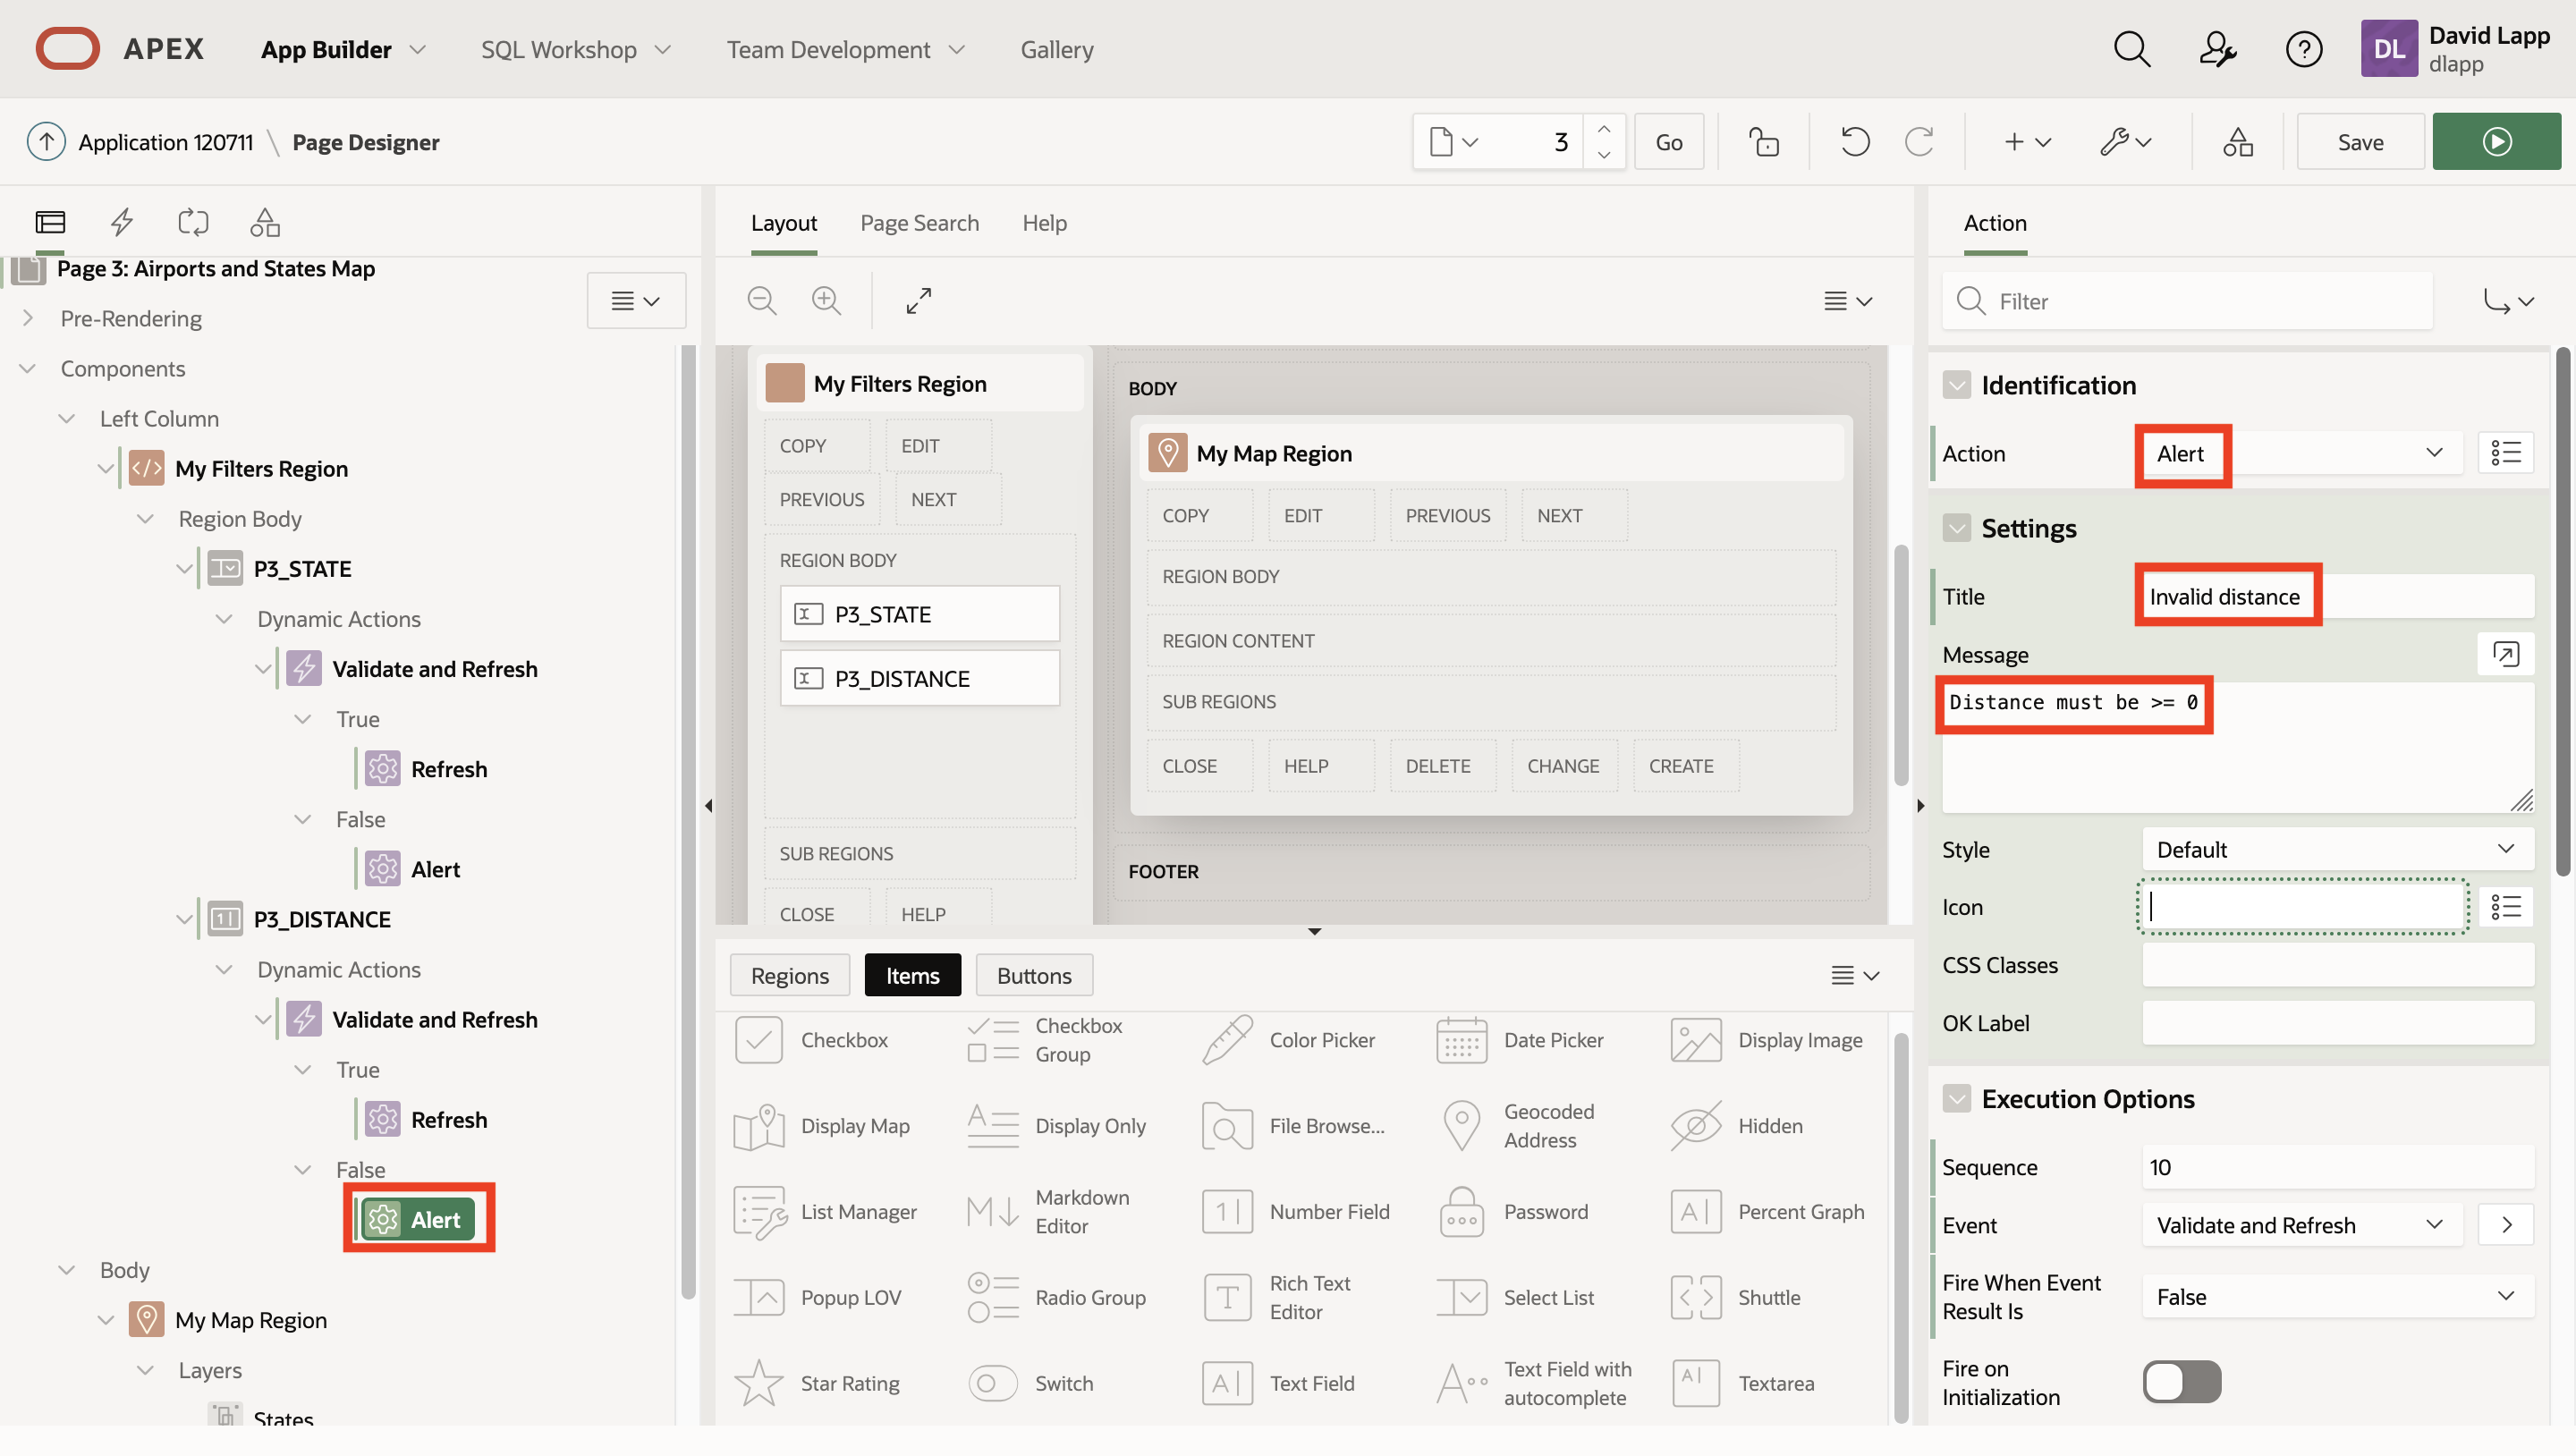 APEX
App Builder
SQL Workshop
Team Development
Gallery
DL
David Lapp
dlapp
Application 120711 \ Page Designer
3
Go
Save
Page 3: Airports and States Map
Pre-Rendering
Components
Left Column
My Filters Region
Region Body
P3_STATE
Dynamic Actions
Validate and Refresh
True
Refresh
False
Alert
P3_DISTANCE
Dynamic Actions
Validate and Refresh
True
Refresh
False
Alert
Body
My Map Region
Layers
States
Layout
Page Search
Help
My Filters Region
COPY
EDIT
PREVIOUS
NEXT
REGION BODY
P3_STATE
P3_DISTANCE
SUB REGIONS
CLOSE
HELP
BODY
My Map Region
COPY
EDIT
PREVIOUS
NEXT
REGION BODY
REGION CONTENT
SUB REGIONS
CLOSE
HELP
DELETE
CHANGE
CREATE
FOOTER
Regions
Items
Buttons
Checkbox
Checkbox
Group
Color Picker
Date Picker
Display Image
Display Map
Display Only
File Browse...
Geocoded
Address
Hidden
List Manager
Markdown
Editor
Number Field
Password
Percent Graph
Popup LOV
Radio Group
Rich Text
Editor
Select List
Shuttle
Star Rating
Switch
Text Field
Text Field with
autocomplete
Textarea
Action
Filter
Identification
Action
Alert
Settings
Title
Invalid distance
Message
Distance must be >= 0
Style
Default
Icon
CSS Classes
OK Label
Execution Options
Sequence
10
Event
Validate and Refresh
Fire When Event
Result Is
False
Fire on
Initialization